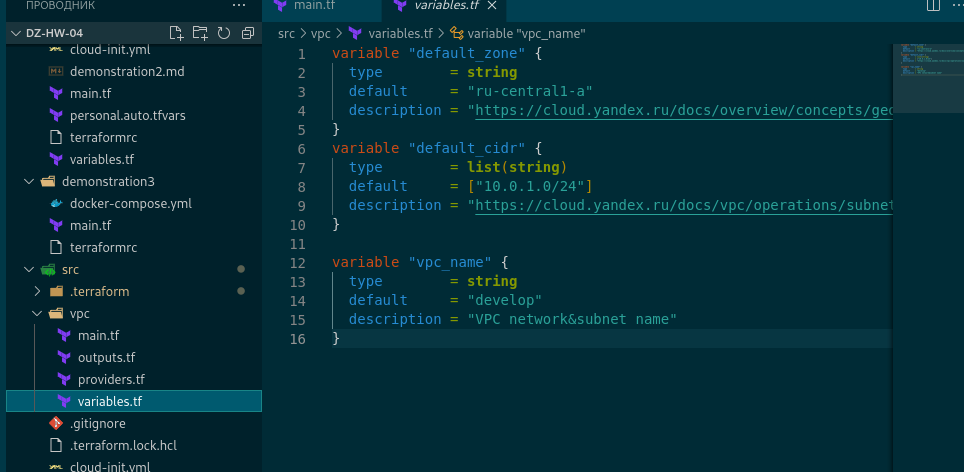 ПРОВОДНИК ...
DZ-HW-04
cloud-init.yml
demonstration2.md
main.tf
personal.auto.tfvars
terraformrc
variables.tf
demonstration3
docker-compose.yml
main.tf
terraformrc
src
.terraform
vpc
main.tf
outputs.tf
providers.tf
variables.tf
.gitignore
.terraform.lock.hcl
cloud-init.yml
main.tf
variables.tf
src > vpc > variables.tf > variable "vpc_name"
1 variable "default_zone" {
2 type = string
3 default = "ru-central1-a"
4 description = "https://cloud.yandex.ru/docs/overview/concepts/geo
5 }
6 variable "default_cidr" {
7 type = list(string)
8 default = ["10.0.1.0/24"]
9 description = "https://cloud.yandex.ru/docs/vpc/operations/subnet
10 }
11
12 variable "vpc_name" {
13 type = string
14 default = "develop"
15 description = "VPC network&subnet name"
16 }